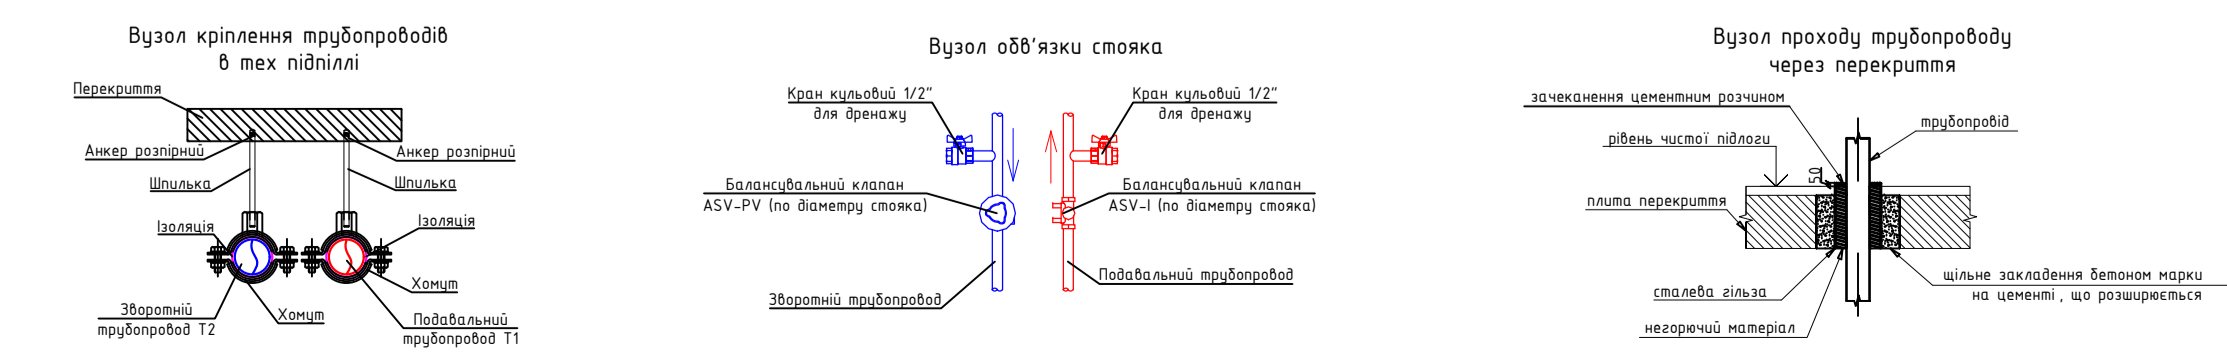 Вузол кріплення трубопроводів
в тех підпіллі
Перекриття
Анкер розпірний
Анкер розпірний
Шпилька
Шпилька
Ізоляція
Ізоляція
Хомут
Зворотній
трубопровод Т2
Хомут
Подавальний
трубопровод Т1
Вузол обв'язки стояка
Кран кульовий 1/2"
для дренажу
Кран кульовий 1/2"
для дренажу
Балансувальний клапан
ASV-PV (по діаметру стояка)
Балансувальний клапан
ASV-I (по діаметру стояка)
Подавальний трубопровод
Зворотній трубопровод
Вузол проходу трубопроводу
через перекриття
зачеканення цементним розчином
трубопровід
рівень чистої підлоги
50
плита перекриття
щільне закладення бетоном марки
на цементі , що розширюється
сталева гільза
негорючий матеріал